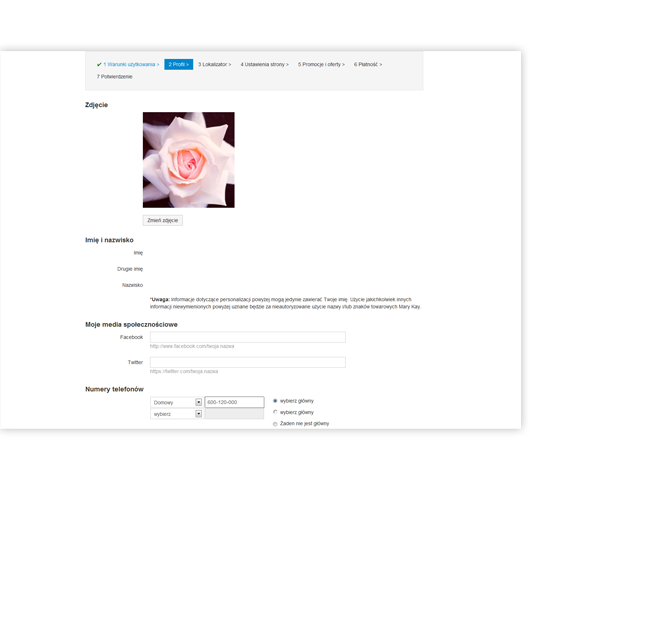 ✔ 1 Warunki użytkowania > 2 Profil > 3 Lokalizator > 4 Ustawienia strony > 5 Promocje i oferty > 6 Płatność >
7 Potwierdzenie
Zdjęcie
Zmień zdjęcie
Imię i nazwisko
Imię
Drugie imię
Nazwisko
*Uwaga: Informacje dotyczące personalizacji powyżej mogą jedynie zawierać Twoje imię. Użycie jakichkolwiek innych
informacji niewymienionych powyżej uznane będzie za nieautoryzowane użycie nazwy i/lub znaków towarowych Mary Kay.
Moje media społecznościowe
Facebook
http://www.facebook.com/twoja nazwa
Twitter
https://twitter.com/twoja nazwa
Numery telefonów
Domowy 600-120-000 wybierz główny
wybierz wybierz główny
Żaden nie jest główny